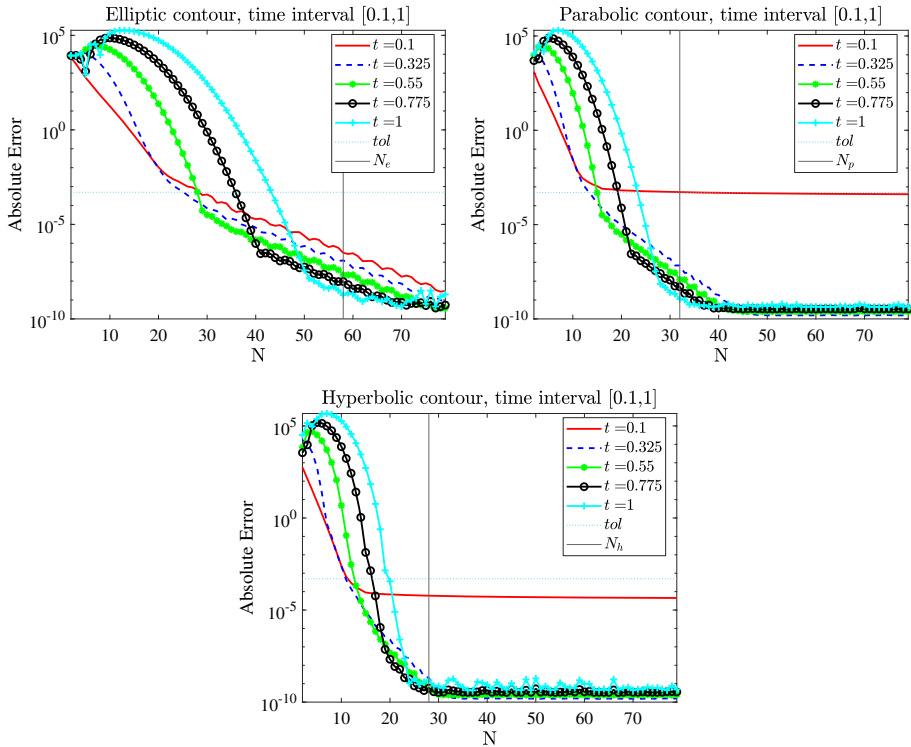 Elliptic contour, time interval [0.1,1]
10^5
10^0
10^-5
10^-10
Absolute Error
10 20 30 40 50 60 70
N
t = 0.1
t = 0.325
t = 0.55
t = 0.775
t = 1
tol
N_e
Parabolic contour, time interval [0.1,1]
10^5
10^0
10^-5
10^-10
Absolute Error
10 20 30 40 50 60 70
N
t = 0.1
t = 0.325
t = 0.55
t = 0.775
t = 1
tol
N_p
Hyperbolic contour, time interval [0.1,1]
10^5
10^0
10^-5
10^-10
Absolute Error
10 20 30 40 50 60 70
N
t = 0.1
t = 0.325
t = 0.55
t = 0.775
t = 1
tol
N_h